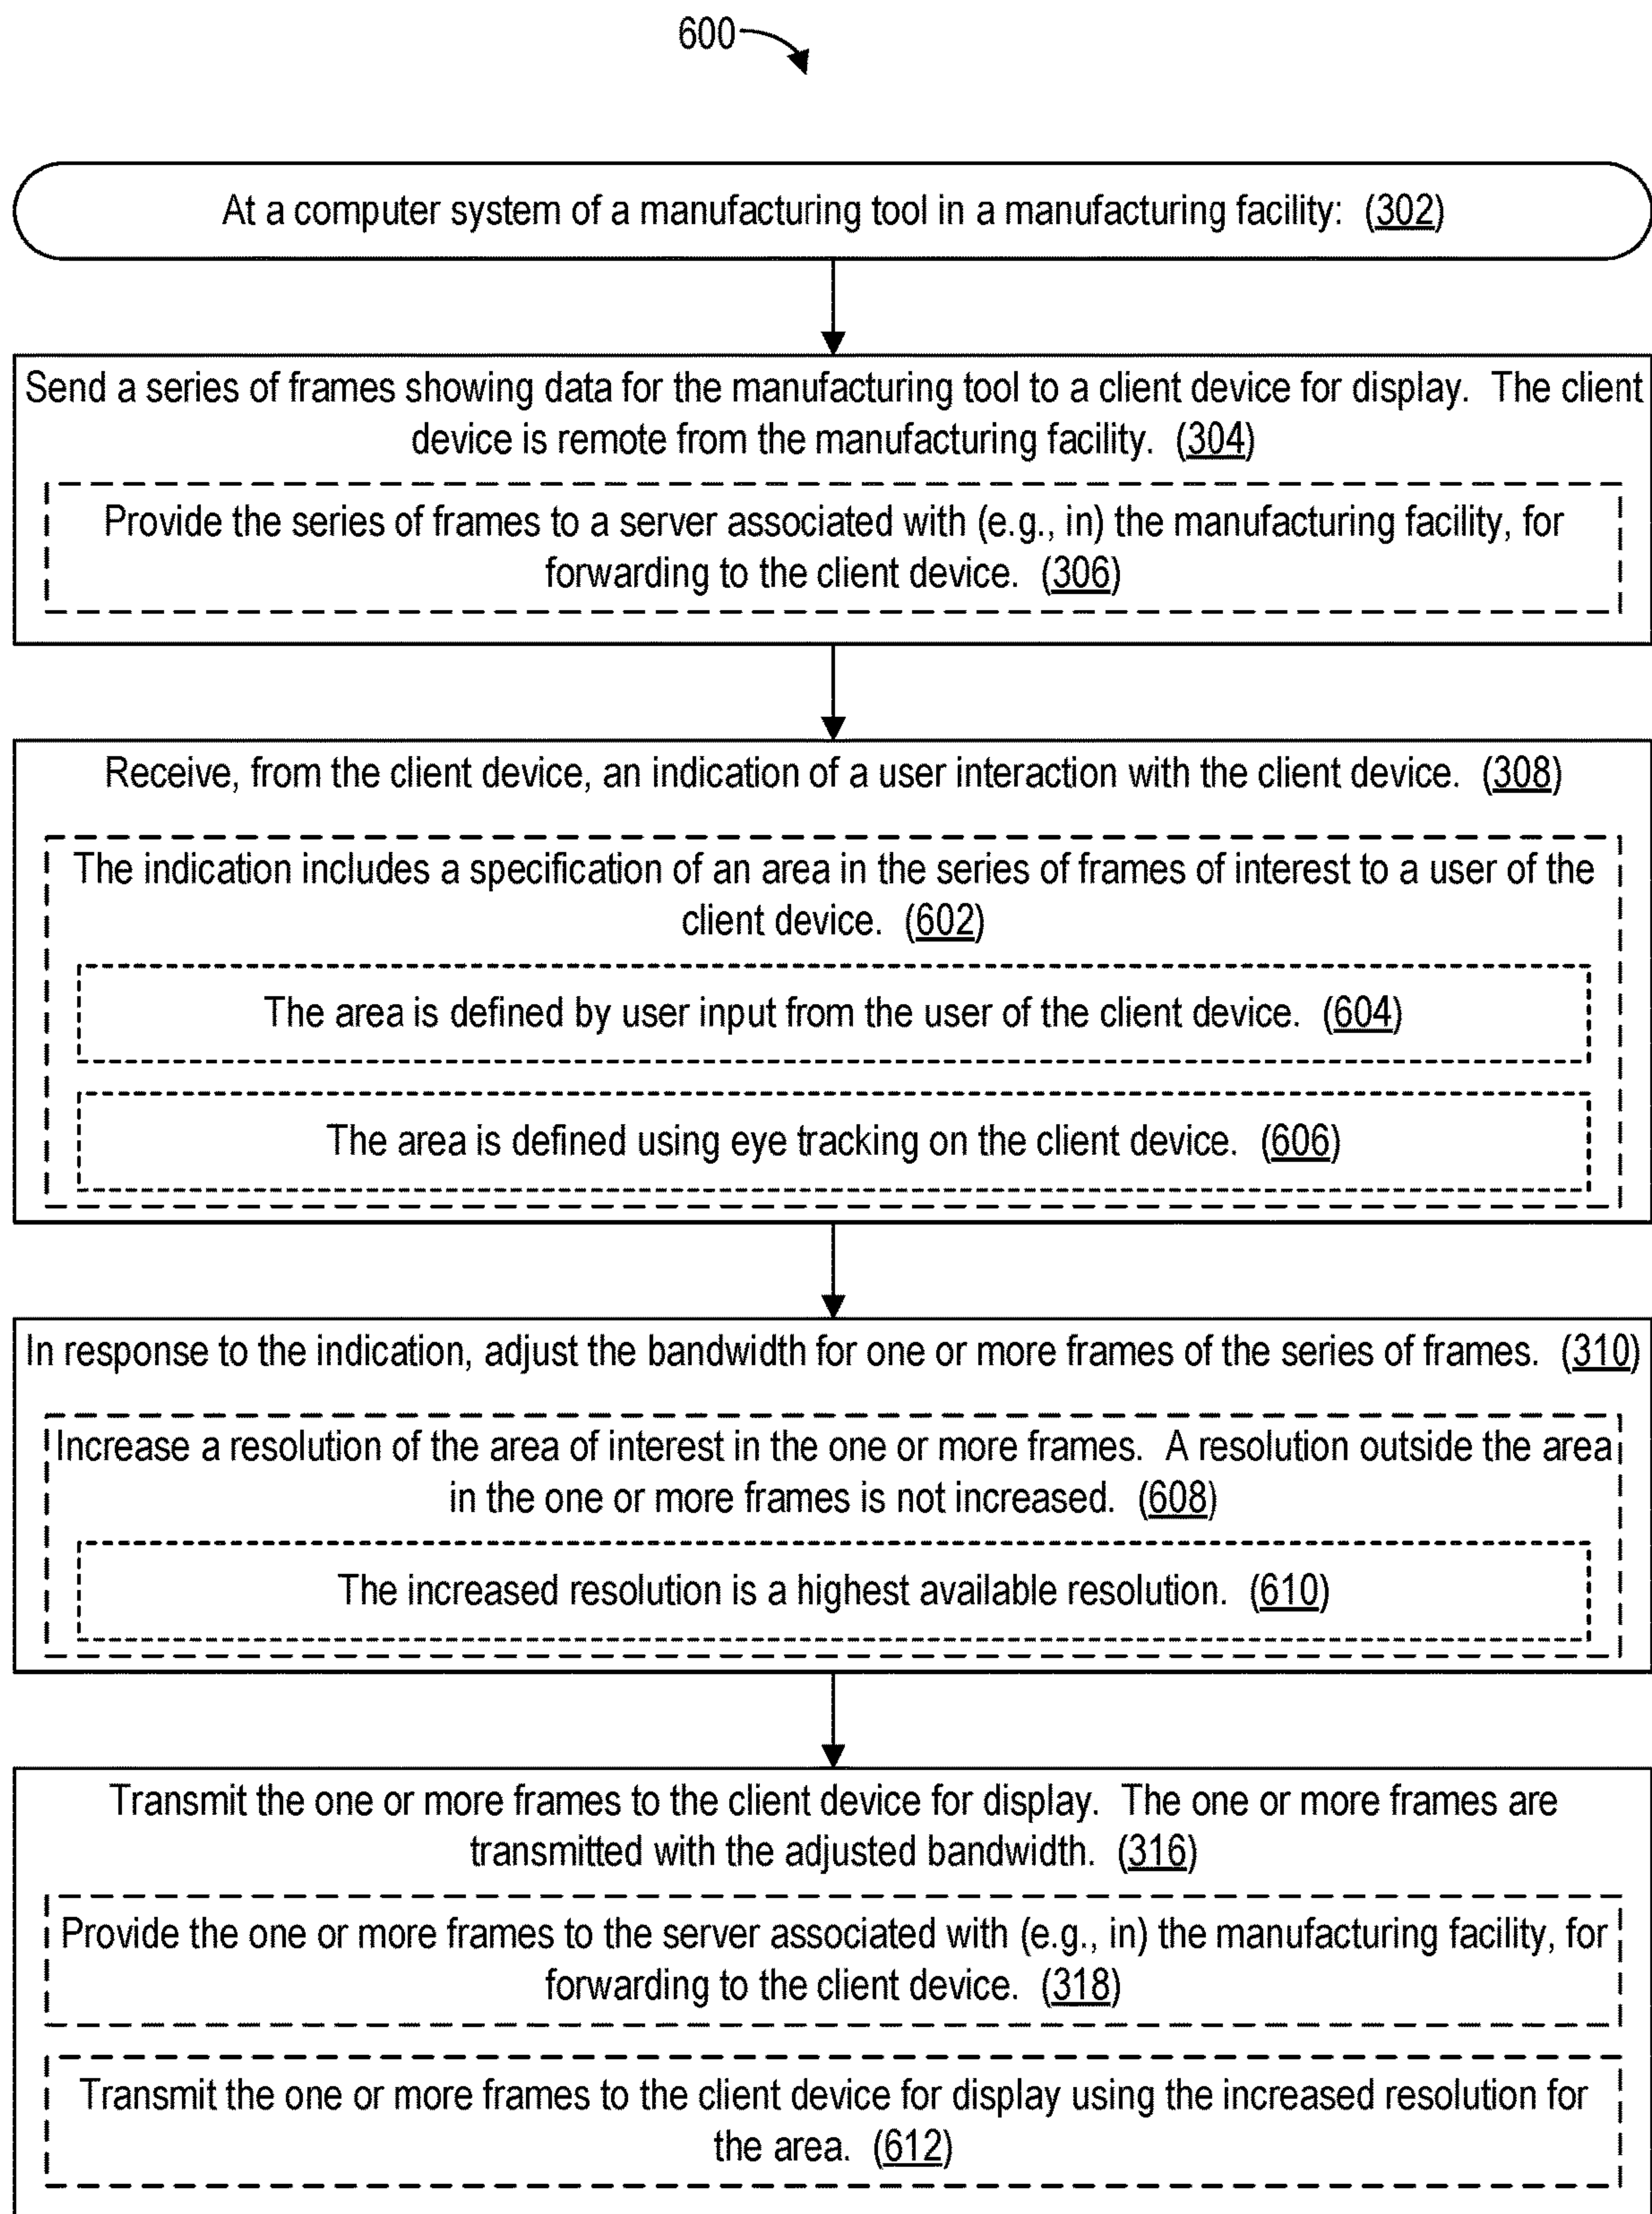 600
At a computer system of a manufacturing tool in a manufacturing facility: (302)
Send a series of frames showing data for the manufacturing tool to a client device for display. The client
device is remote from the manufacturing facility. (304)
Provide the series of frames to a server associated with (e.g., in) the manufacturing facility, for
forwarding to the client device. (306)
Receive, from the client device, an indication of a user interaction with the client device. (308)
The indication includes a specification of an area in the series of frames of interest to a user of the
client device. (602)
The area is defined by user input from the user of the client device. (604)
The area is defined using eye tracking on the client device. (606)
In response to the indication, adjust the bandwidth for one or more frames of the series of frames. (310)
Increase a resolution of the area of interest in the one or more frames. A resolution outside the area
in the one or more frames is not increased. (608)
The increased resolution is a highest available resolution. (610)
Transmit the one or more frames to the client device for display. The one or more frames are
transmitted with the adjusted bandwidth. (316)
Provide the one or more frames to the server associated with (e.g., in) the manufacturing facility, for
forwarding to the client device. (318)
Transmit the one or more frames to the client device for display using the increased resolution for
the area. (612)